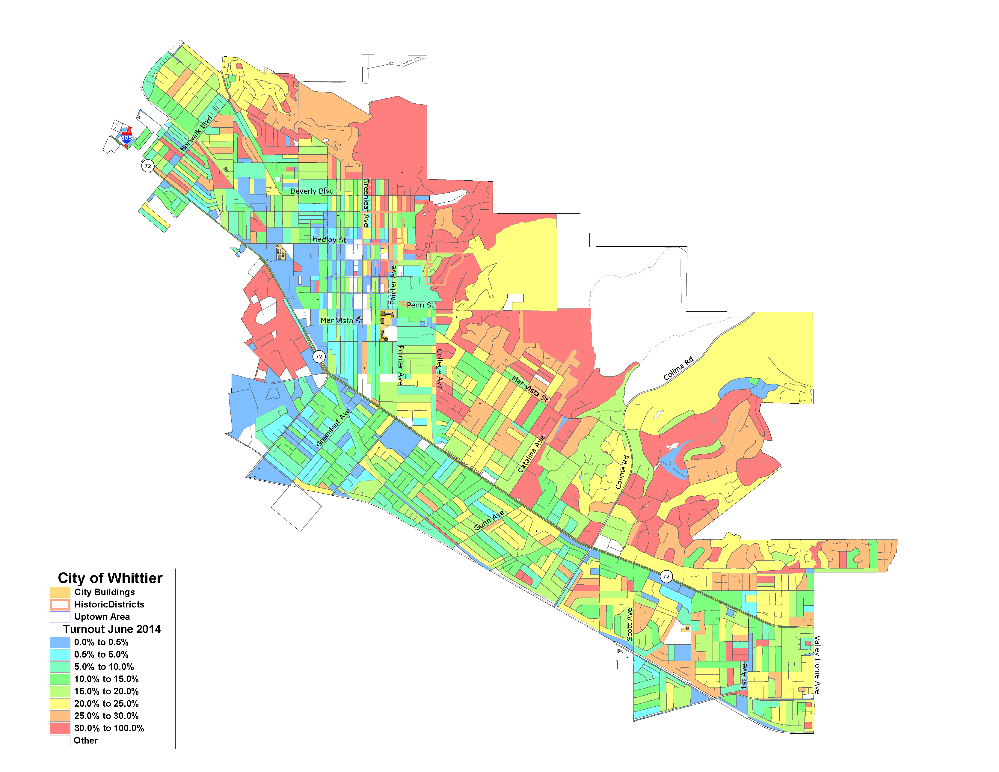 605
Norwalk Blvd
72
Beverly Blvd
Greenleaf Ave
Hadley St
Painter Ave
Penn St
Mar Vista St
72
Painter Ave
College Ave
Colima Rd
Mar Vista St
Greenleaf Ave
Whittier Blvd
Catalina Ave
Colima Rd
Gunn Ave
72
Scott Ave
1st Ave
Valley Home Ave
City of Whittier
City Buildings
HistoricDistricts
Uptown Area
Turnout June 2014
0.0% to 0.5%
0.5% to 5.0%
5.0% to 10.0%
10.0% to 15.0%
15.0% to 20.0%
20.0% to 25.0%
25.0% to 30.0%
30.0% to 100.0%
Other